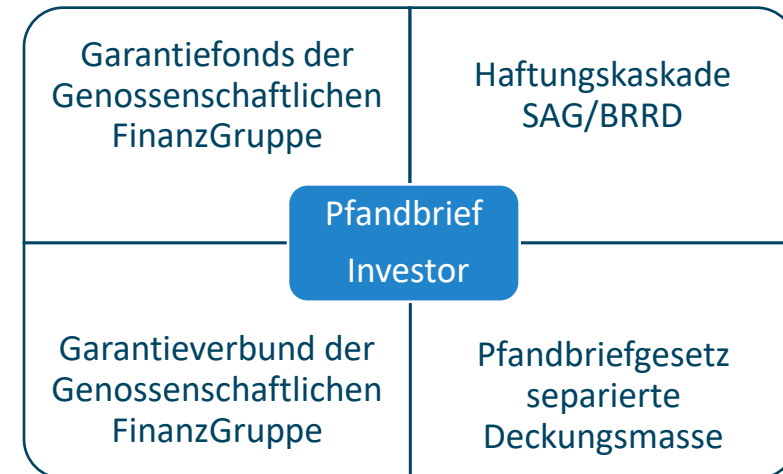 Garantiefonds der
Genossenschaftlichen
FinanzGruppe
Haftungskaskade
SAG/BRRD
Pfandbrief
Investor
Garantieverbund der
Genossenschaftlichen
FinanzGruppe
Pfandbriefgesetz
separierte
Deckungsmasse